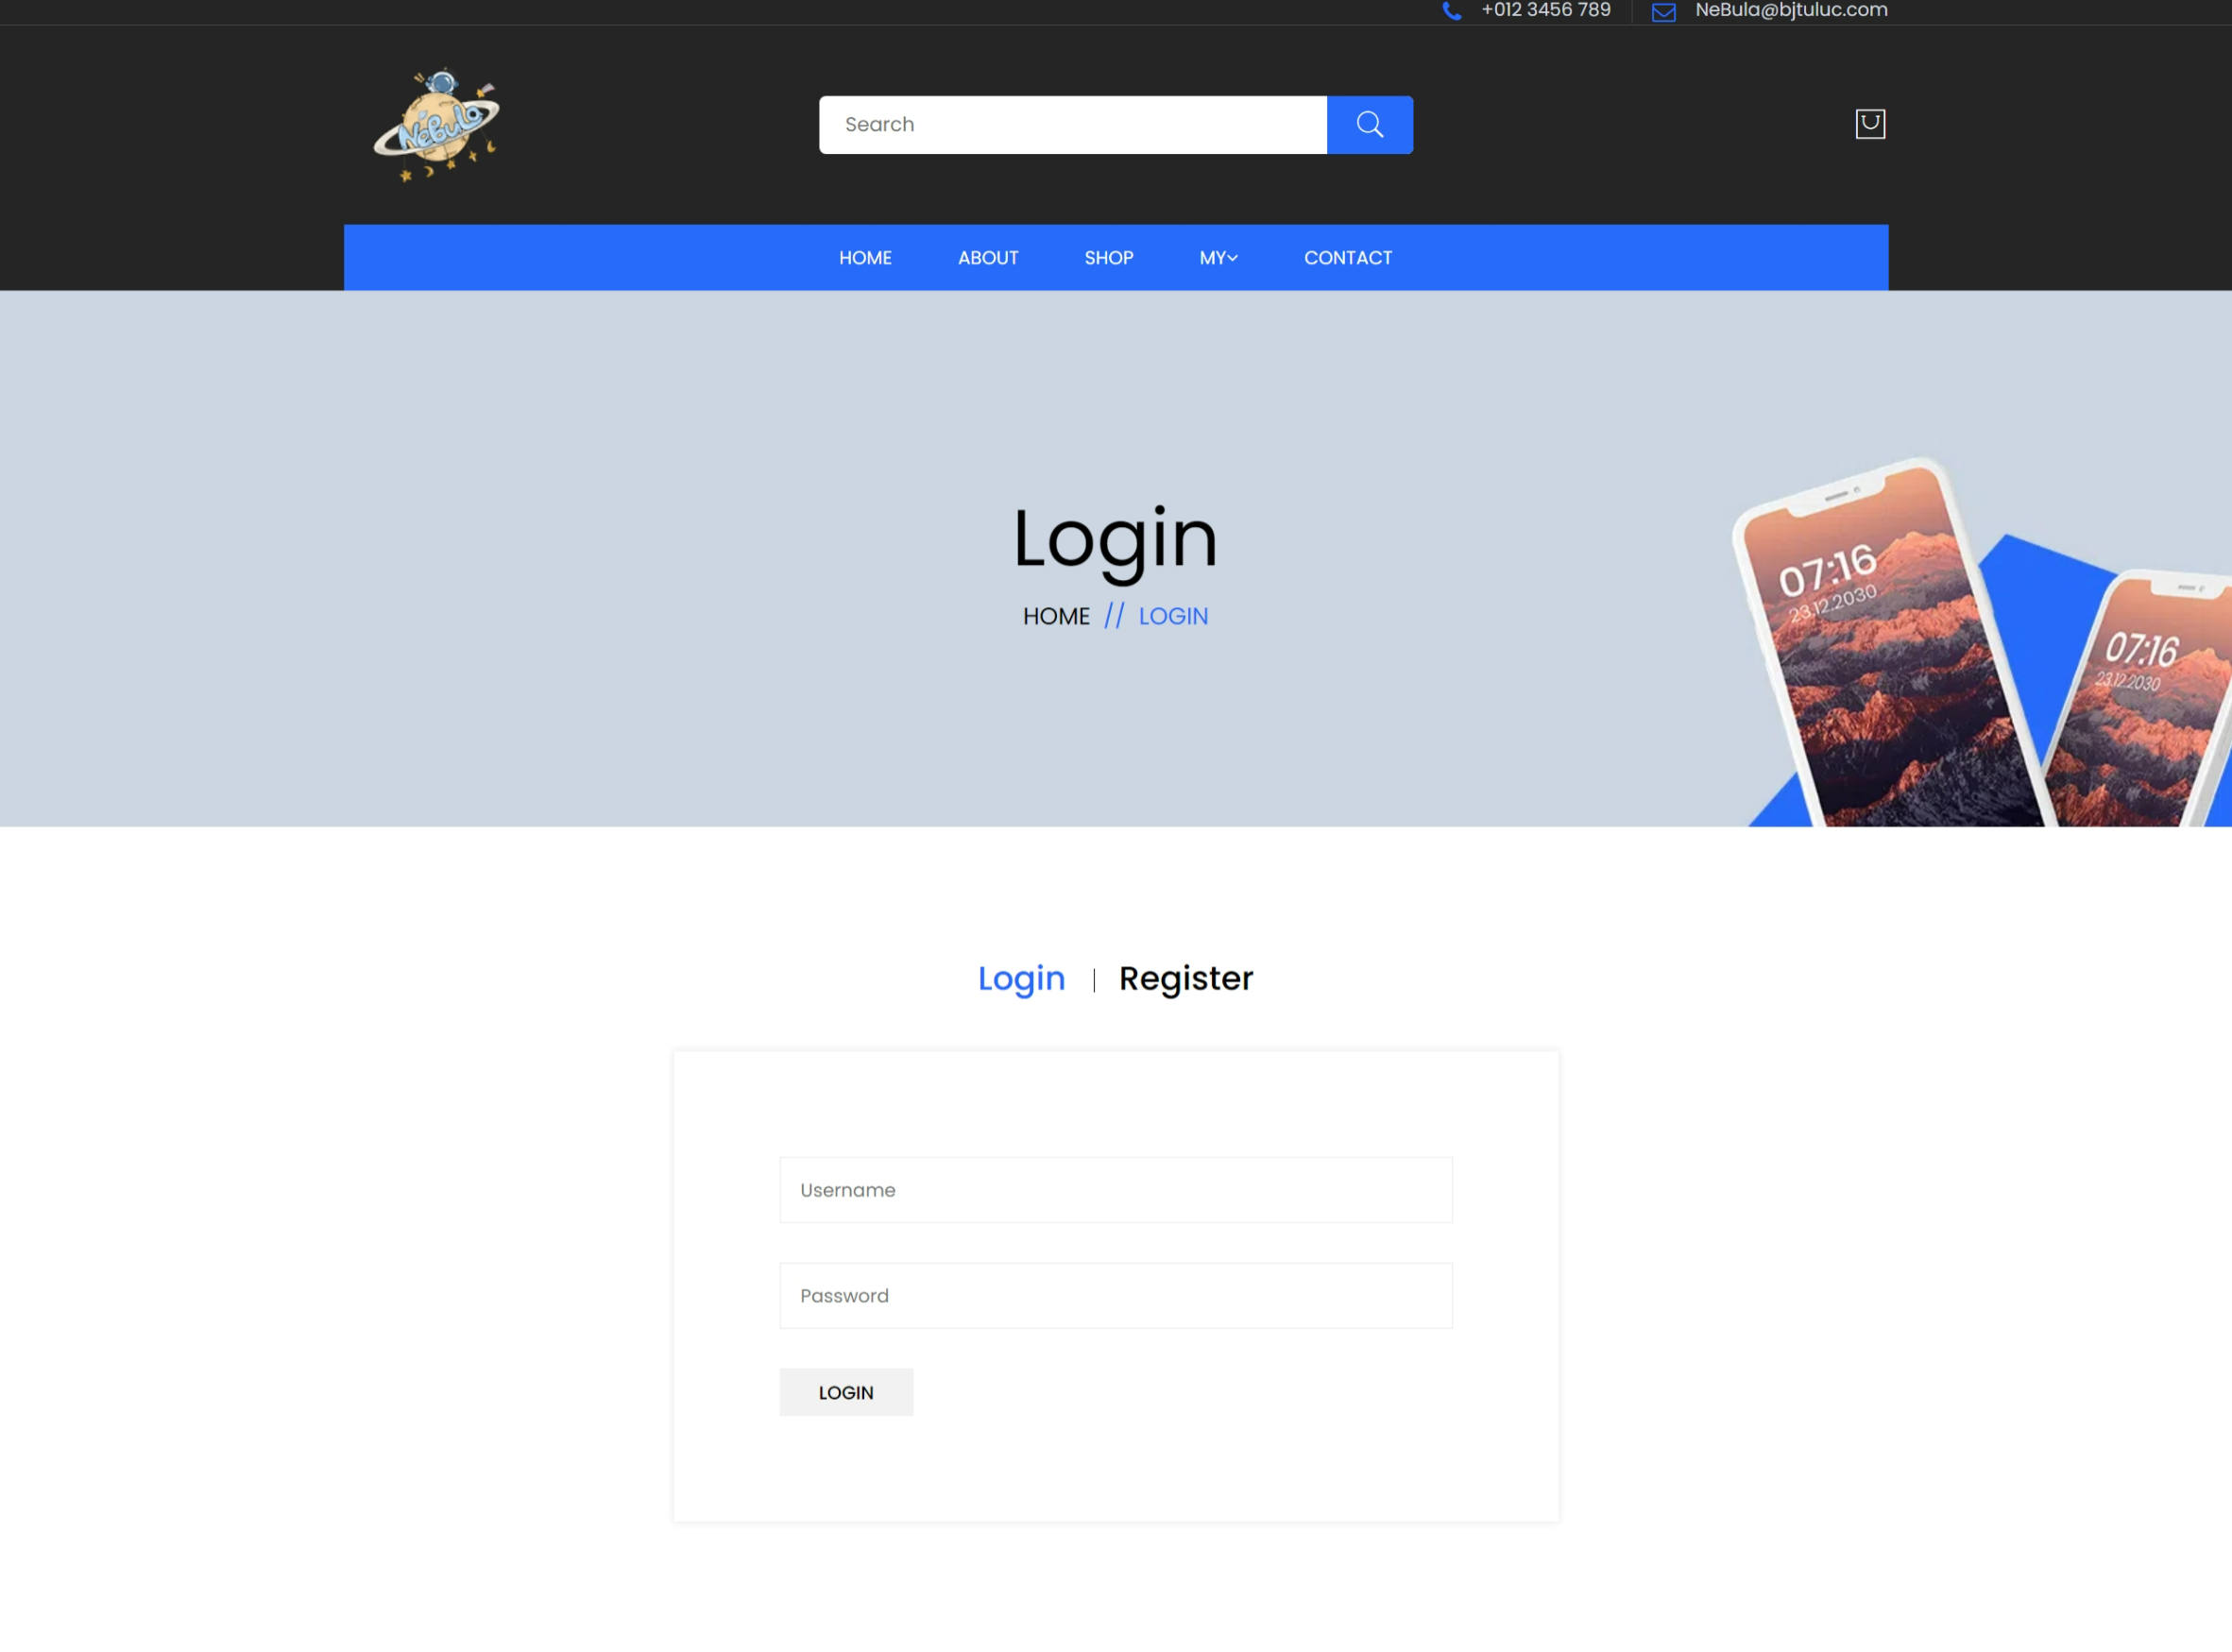 +012 3456 789
NeBula@bjtuluc.com
NeBula
Search
HOME ABOUT SHOP MY CONTACT
Login
HOME // LOGIN
07:16
23.12.2030
07:16
23.12.2030
Login | Register
Username
Password
LOGIN